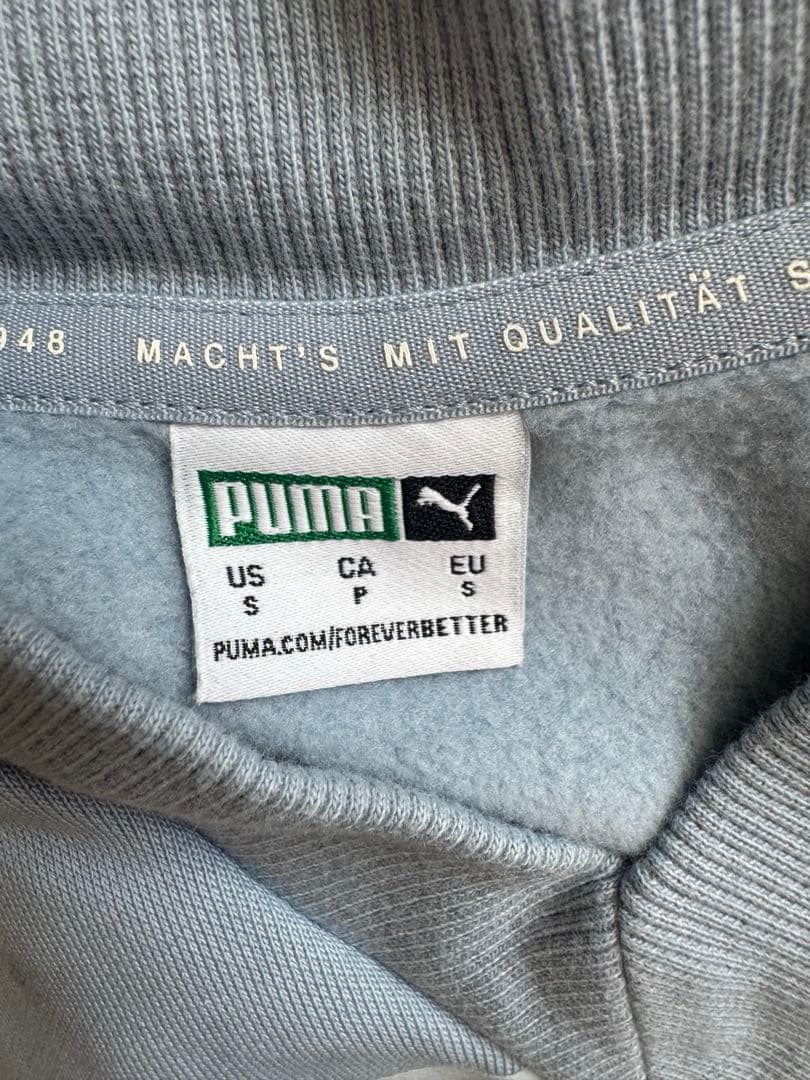 948 MACHT'S MIT QUALITÄT S
PUMA
US CA EU
S P S
PUMA.COM/FOREVERBETTER